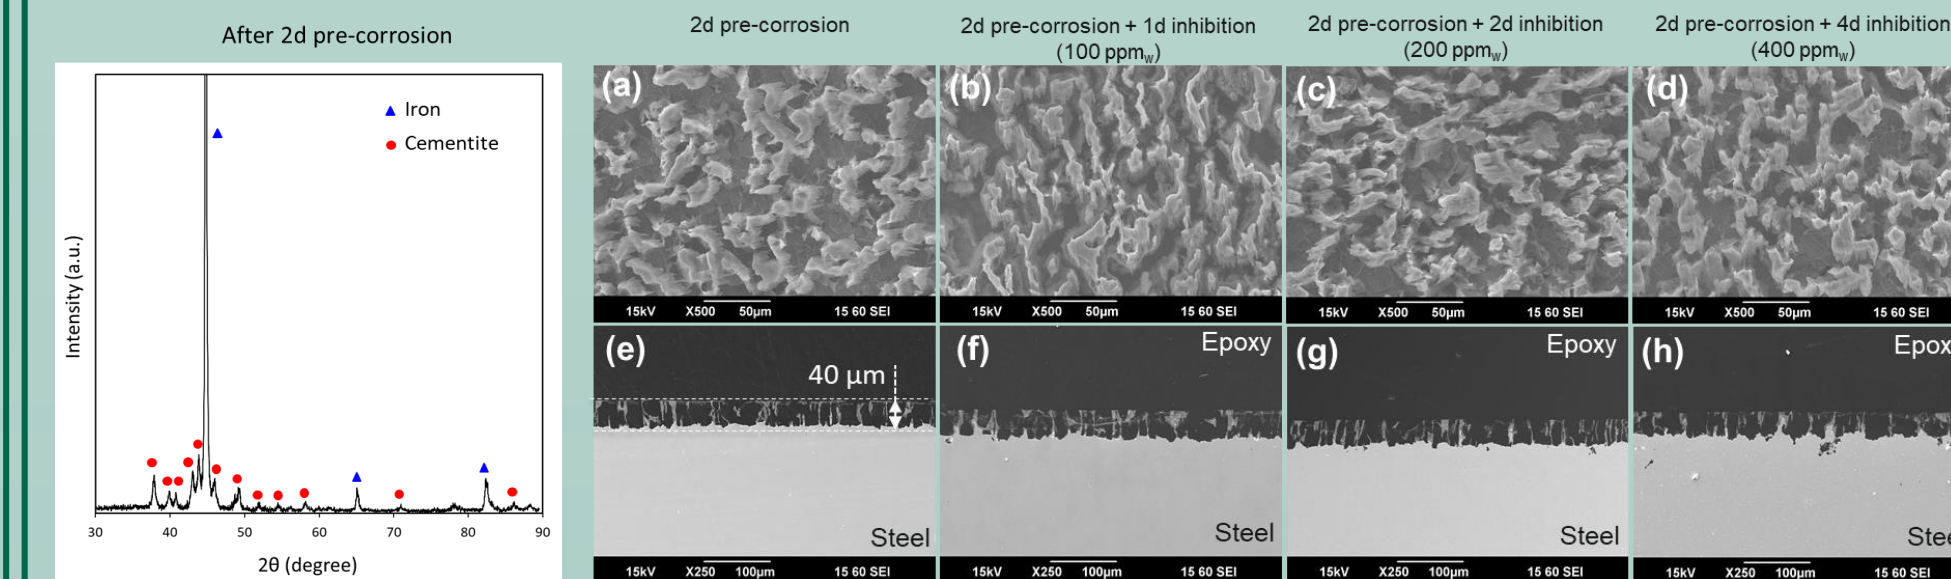 After 2d pre-corrosion
Iron
Cementite
Intensity (a.u.)
30 40 50 60 70 80 90
2θ (degree)
2d pre-corrosion
2d pre-corrosion + 1d inhibition
(100 ppmw)
2d pre-corrosion + 2d inhibition
(200 ppmw)
2d pre-corrosion + 4d inhibition
(400 ppmw)
(a)
15kV X500 50µm 15 60 SEI
(b)
15kV X500 50µm 15 60 SEI
(c)
15kV X500 50µm 15 60 SEI
(d)
15kV X500 50µm 15 60 SEI
(e)
40 µm
Steel
15kV X250 100µm 15 60 SEI
(f)
Epoxy
Steel
15kV X250 100µm 15 60 SEI
(g)
Epoxy
Steel
15kV X250 100µm 15 60 SEI
(h)
Epox
Stee
15kV X250 100µm 15 60 SEI